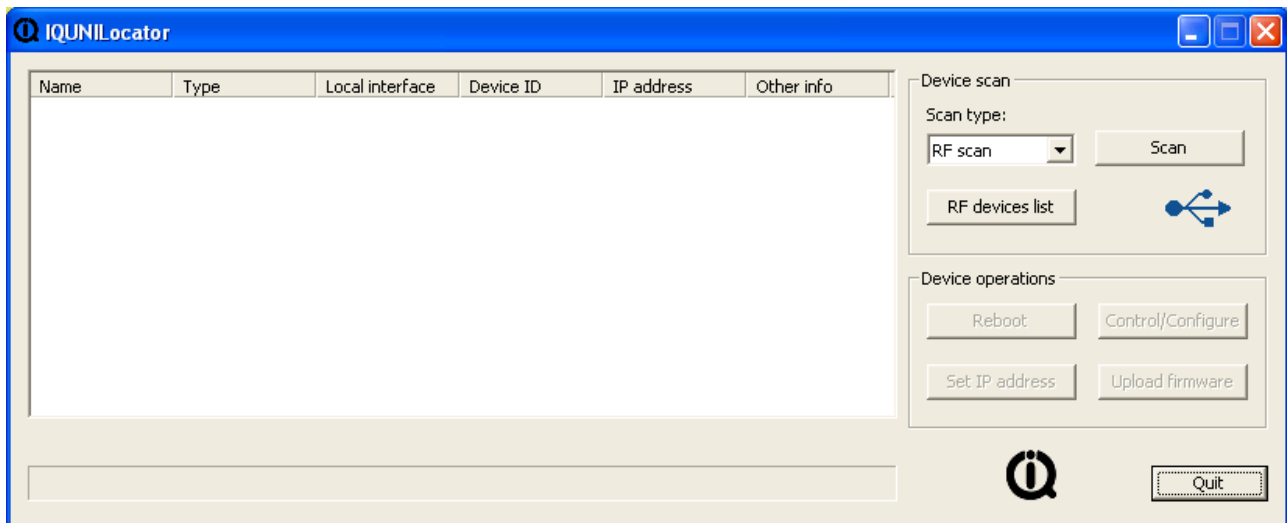 IQUNILocator
Name Type Local interface Device ID IP address Other info
Device scan
Scan type:
RF scan Scan
RF devices list
Device operations
Reboot Control/Configure
Set IP address Upload firmware
Quit